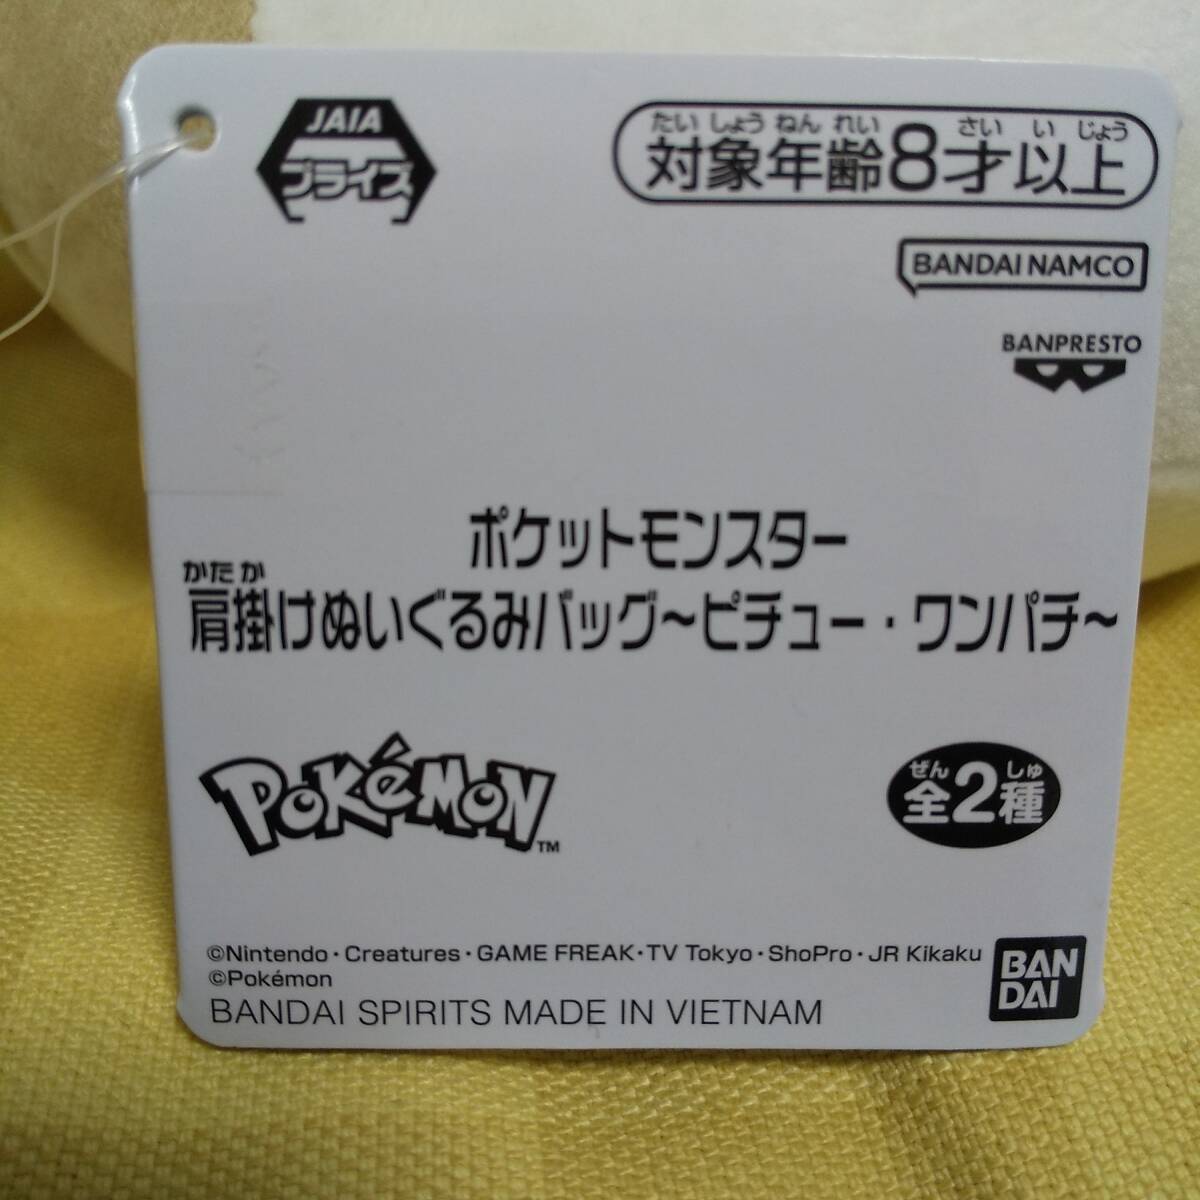 JAIA
プライズ
たいしょうねんれい さい いじょう
対象年齢8才以上
BANDAI NAMCO
BANPRESTO
ポケットモンスター
かたか
肩掛けぬいぐるみバッグ～ピチュー・ワンパチ～
POKéMON™
ぜん しゅ
全2種
©Nintendo・Creatures・GAME FREAK・TV Tokyo・ShoPro・JR Kikaku
©Pokémon
BANDAI SPIRITS MADE IN VIETNAM
BAN
DAI